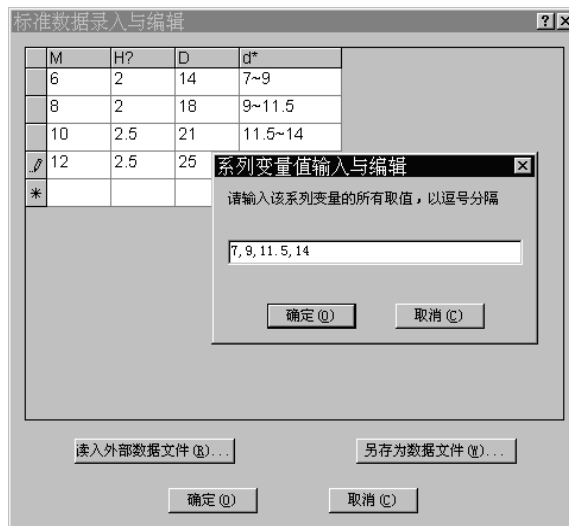 标准数据录入与编辑
M H? D d*
6 2 14 7~9
8 2 18 9~11.5
10 2.5 21 11.5~14
12 2.5 25
*
系列变量值输入与编辑
请输入该系列变量的所有取值，以逗号分隔
7,9,11.5,14
确定(O) 取消(C)
读入外部数据文件(R)... 另存为数据文件(W)...
确定(O) 取消(C)